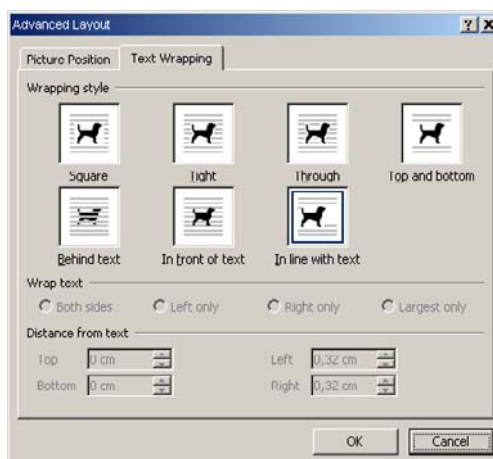 Advanced Layout
Picture Position Text Wrapping
Wrapping style
Square Tight Through Top and bottom
Behind text In front of text In line with text
Wrap text
Both sides Left only Right only Largest only
Distance from text
Top 0 cm Left 0,32 cm
Bottom 0 cm Right 0,32 cm
OK Cancel